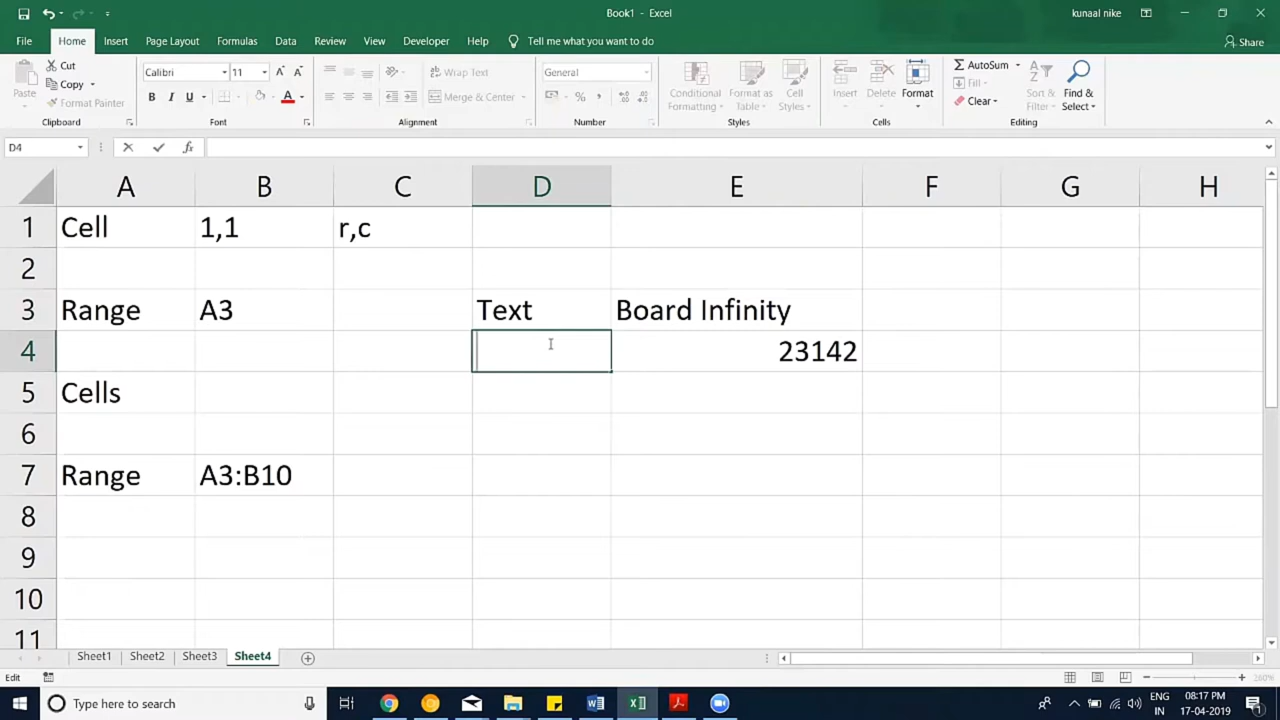 Book1 - Excel
kunaal nike
File Home Insert Page Layout Formulas Data Review View Developer Help Tell me what you want to do Share
Paste Cut Copy Format Painter Clipboard
Calibri 11 A A B I U A Font
Wrap Text Merge & Center Alignment
General % , Number
Conditional Formatting Format as Table Cell Styles Styles
Insert Delete Format Cells
AutoSum Fill Clear Sort & Filter Find & Select Editing
D4 fx
A B C D E F G H
1 Cell 1,1 r,c
2
3 Range A3 Text Board Infinity
4 23142
5 Cells
6
7 Range A3:B10
8
9
10
11
Sheet1 Sheet2 Sheet3 Sheet4
Edit 260%
Type here to search
ENG 08:17 PM
IN 17-04-2019